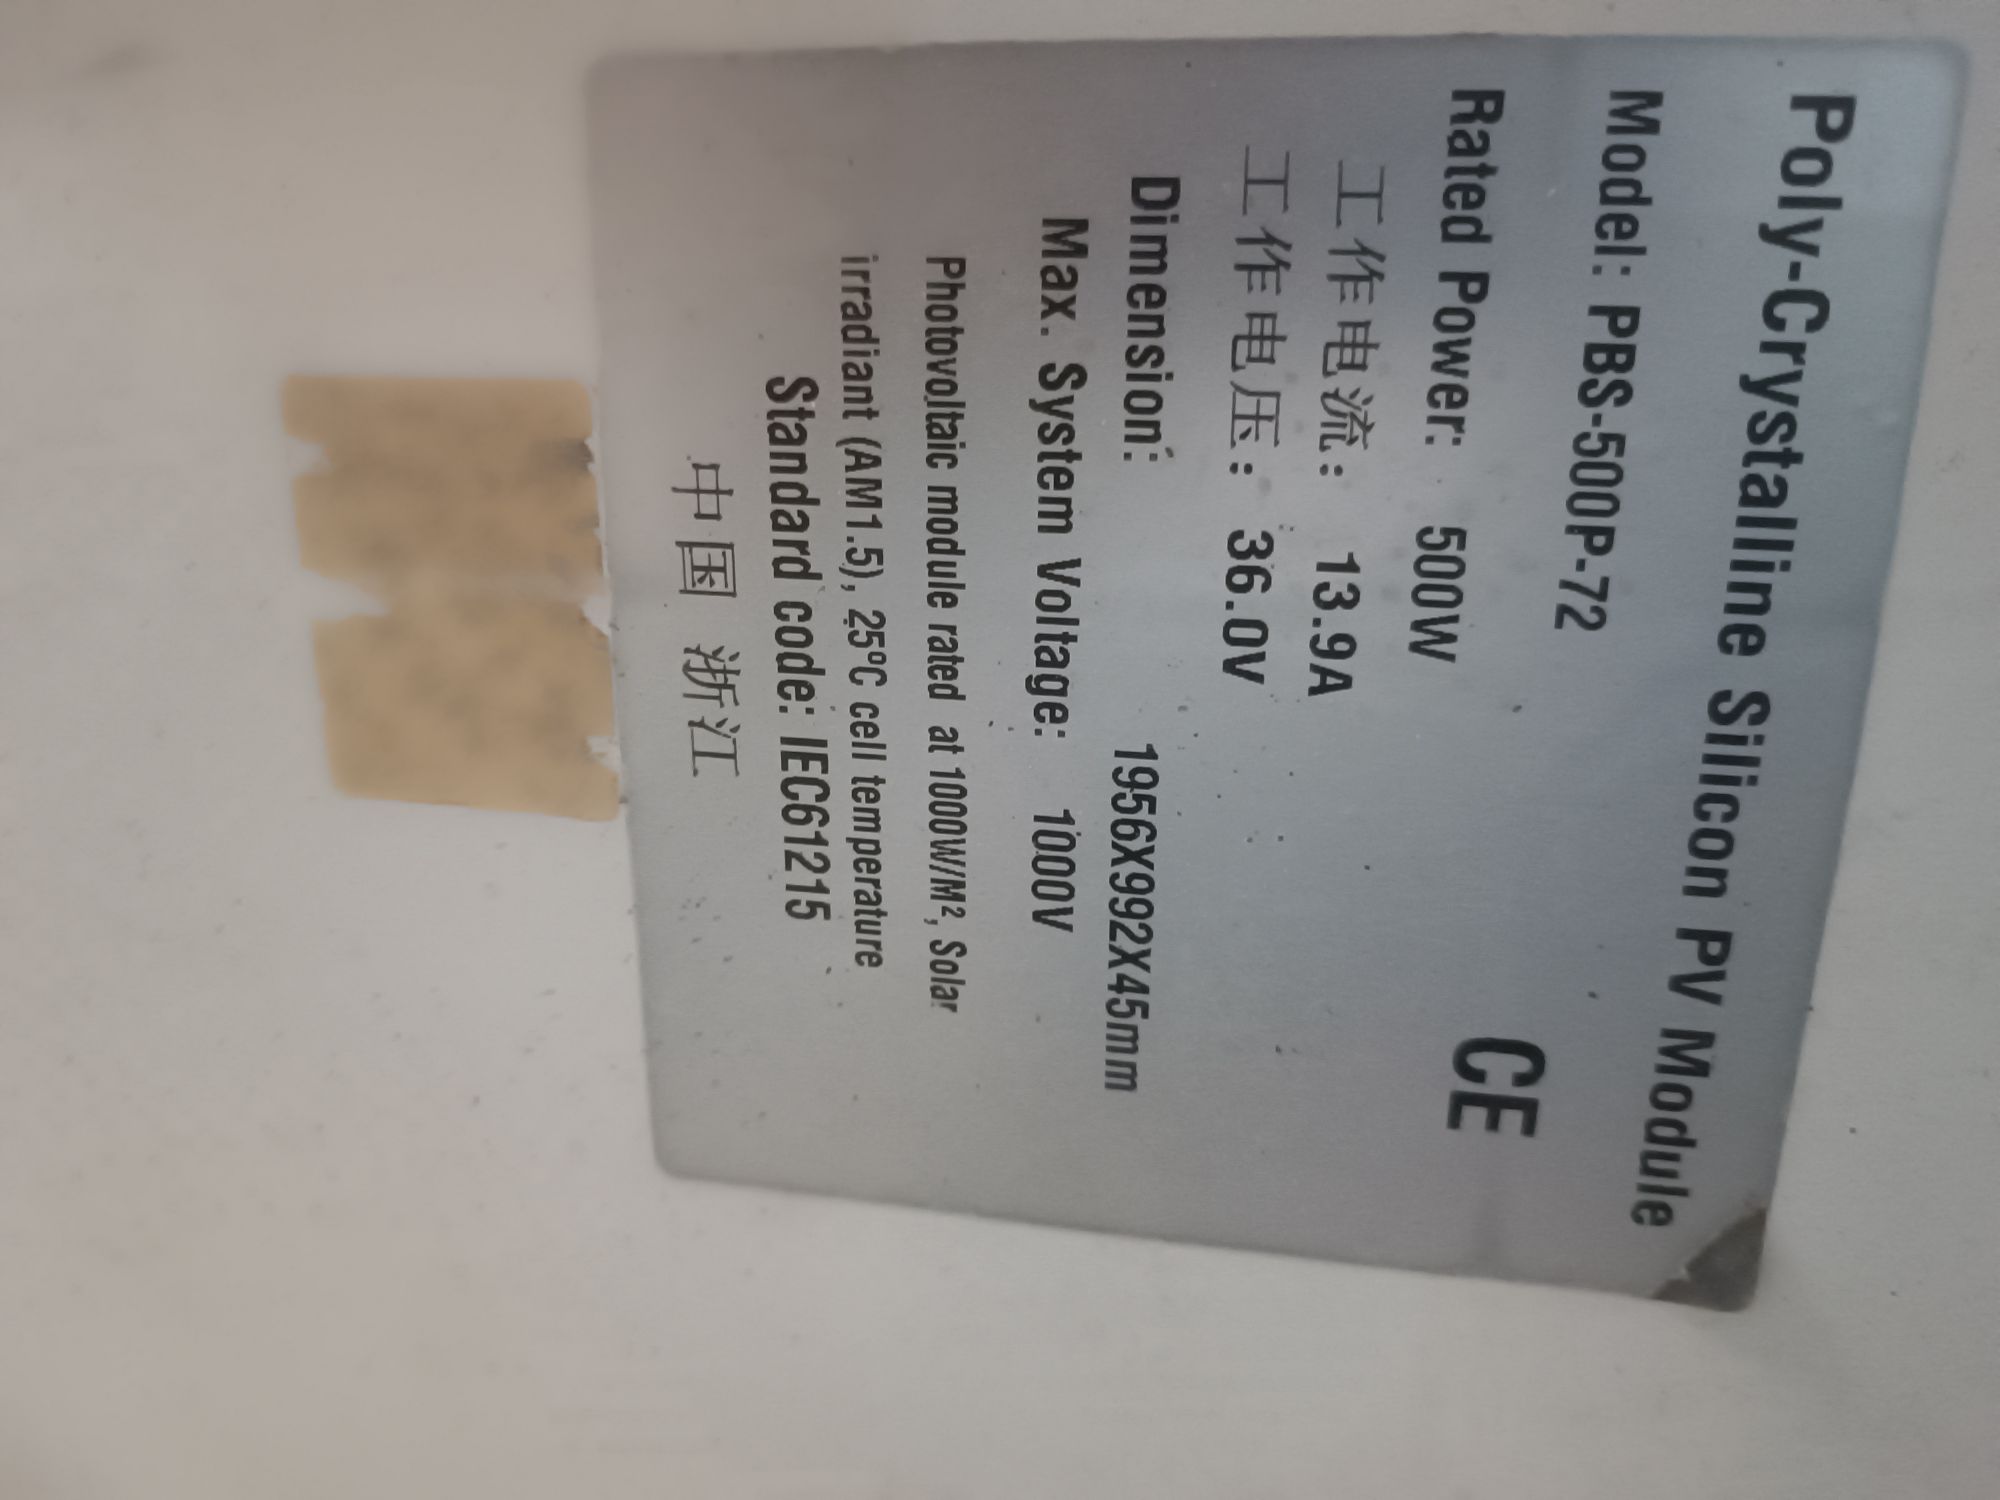 Poly-Crystalline Silicon PV Module
Model: PBS-500P-72
Rated Power: 500W
CE
工作电流: 13.9A
工作电压: 36.0V
Dimension: 1956X992X45mm
Max. System Voltage: 1000V
Photovoltaic module rated at 1000W/M², Solar
irradiant (AM1.5), 25ºC cell temperature
Standard code: IEC61215
中国 浙江